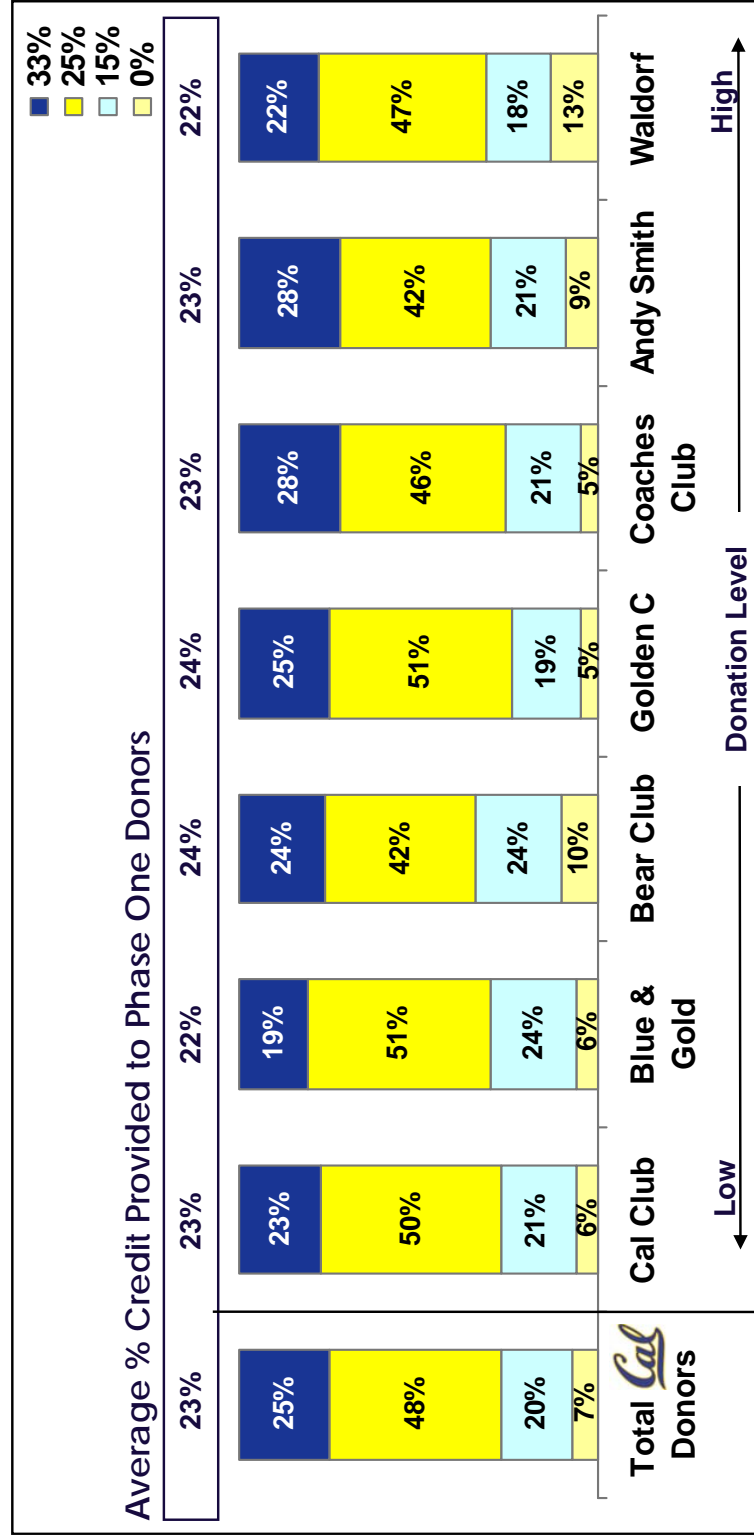 33%
25%
15%
0%
Average % Credit Provided to Phase One Donors
23% 23% 22% 24% 24% 23% 23% 22%
25% 23% 19% 24% 25% 28% 28% 22%
48% 50% 51% 42% 51% 46% 42% 47%
20% 21% 24% 24% 19% 21% 21% 18%
7% 6% 6% 10% 5% 5% 9% 13%
Total Cal Cal Club Blue & Bear Club Golden C Coaches Andy Smith Waldorf
Donors Gold Club
Low Donation Level High